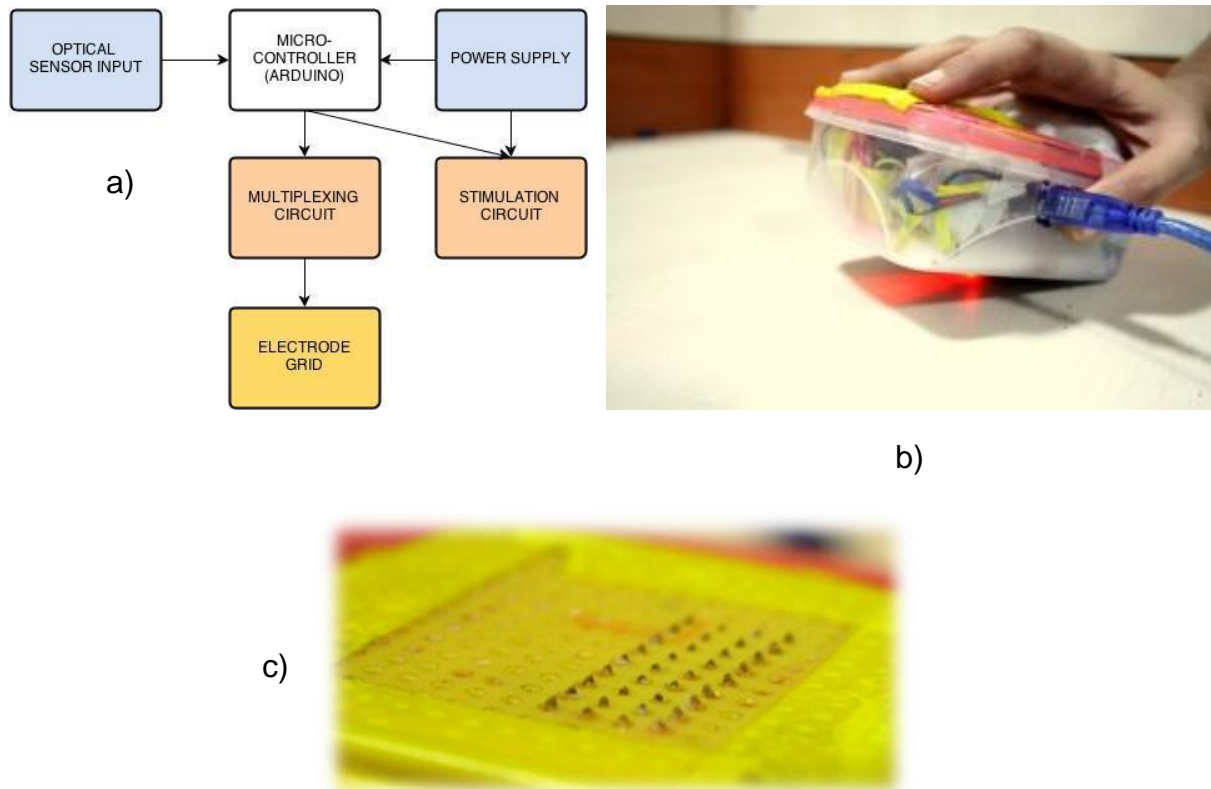 OPTICAL
SENSOR INPUT
MICRO-
CONTROLLER
(ARDUINO)
POWER SUPPLY
a)
MULTIPLEXING
CIRCUIT
STIMULATION
CIRCUIT
ELECTRODE
GRID
b)
c)